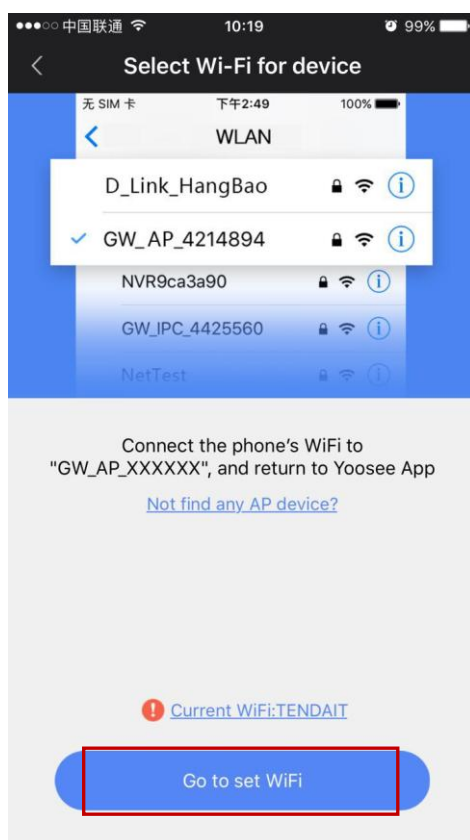 中国联通 10:19 99%
Select Wi-Fi for device
无 SIM 卡 下午2:49 100%
WLAN
D_Link_HangBao
GW_AP_4214894
NVR9ca3a90
GW_IPC_4425560
NetTest
Connect the phone's WiFi to
"GW_AP_XXXXXX", and return to Yoosee App
Not find any AP device?
Current WiFi:TENDAIT
Go to set WiFi